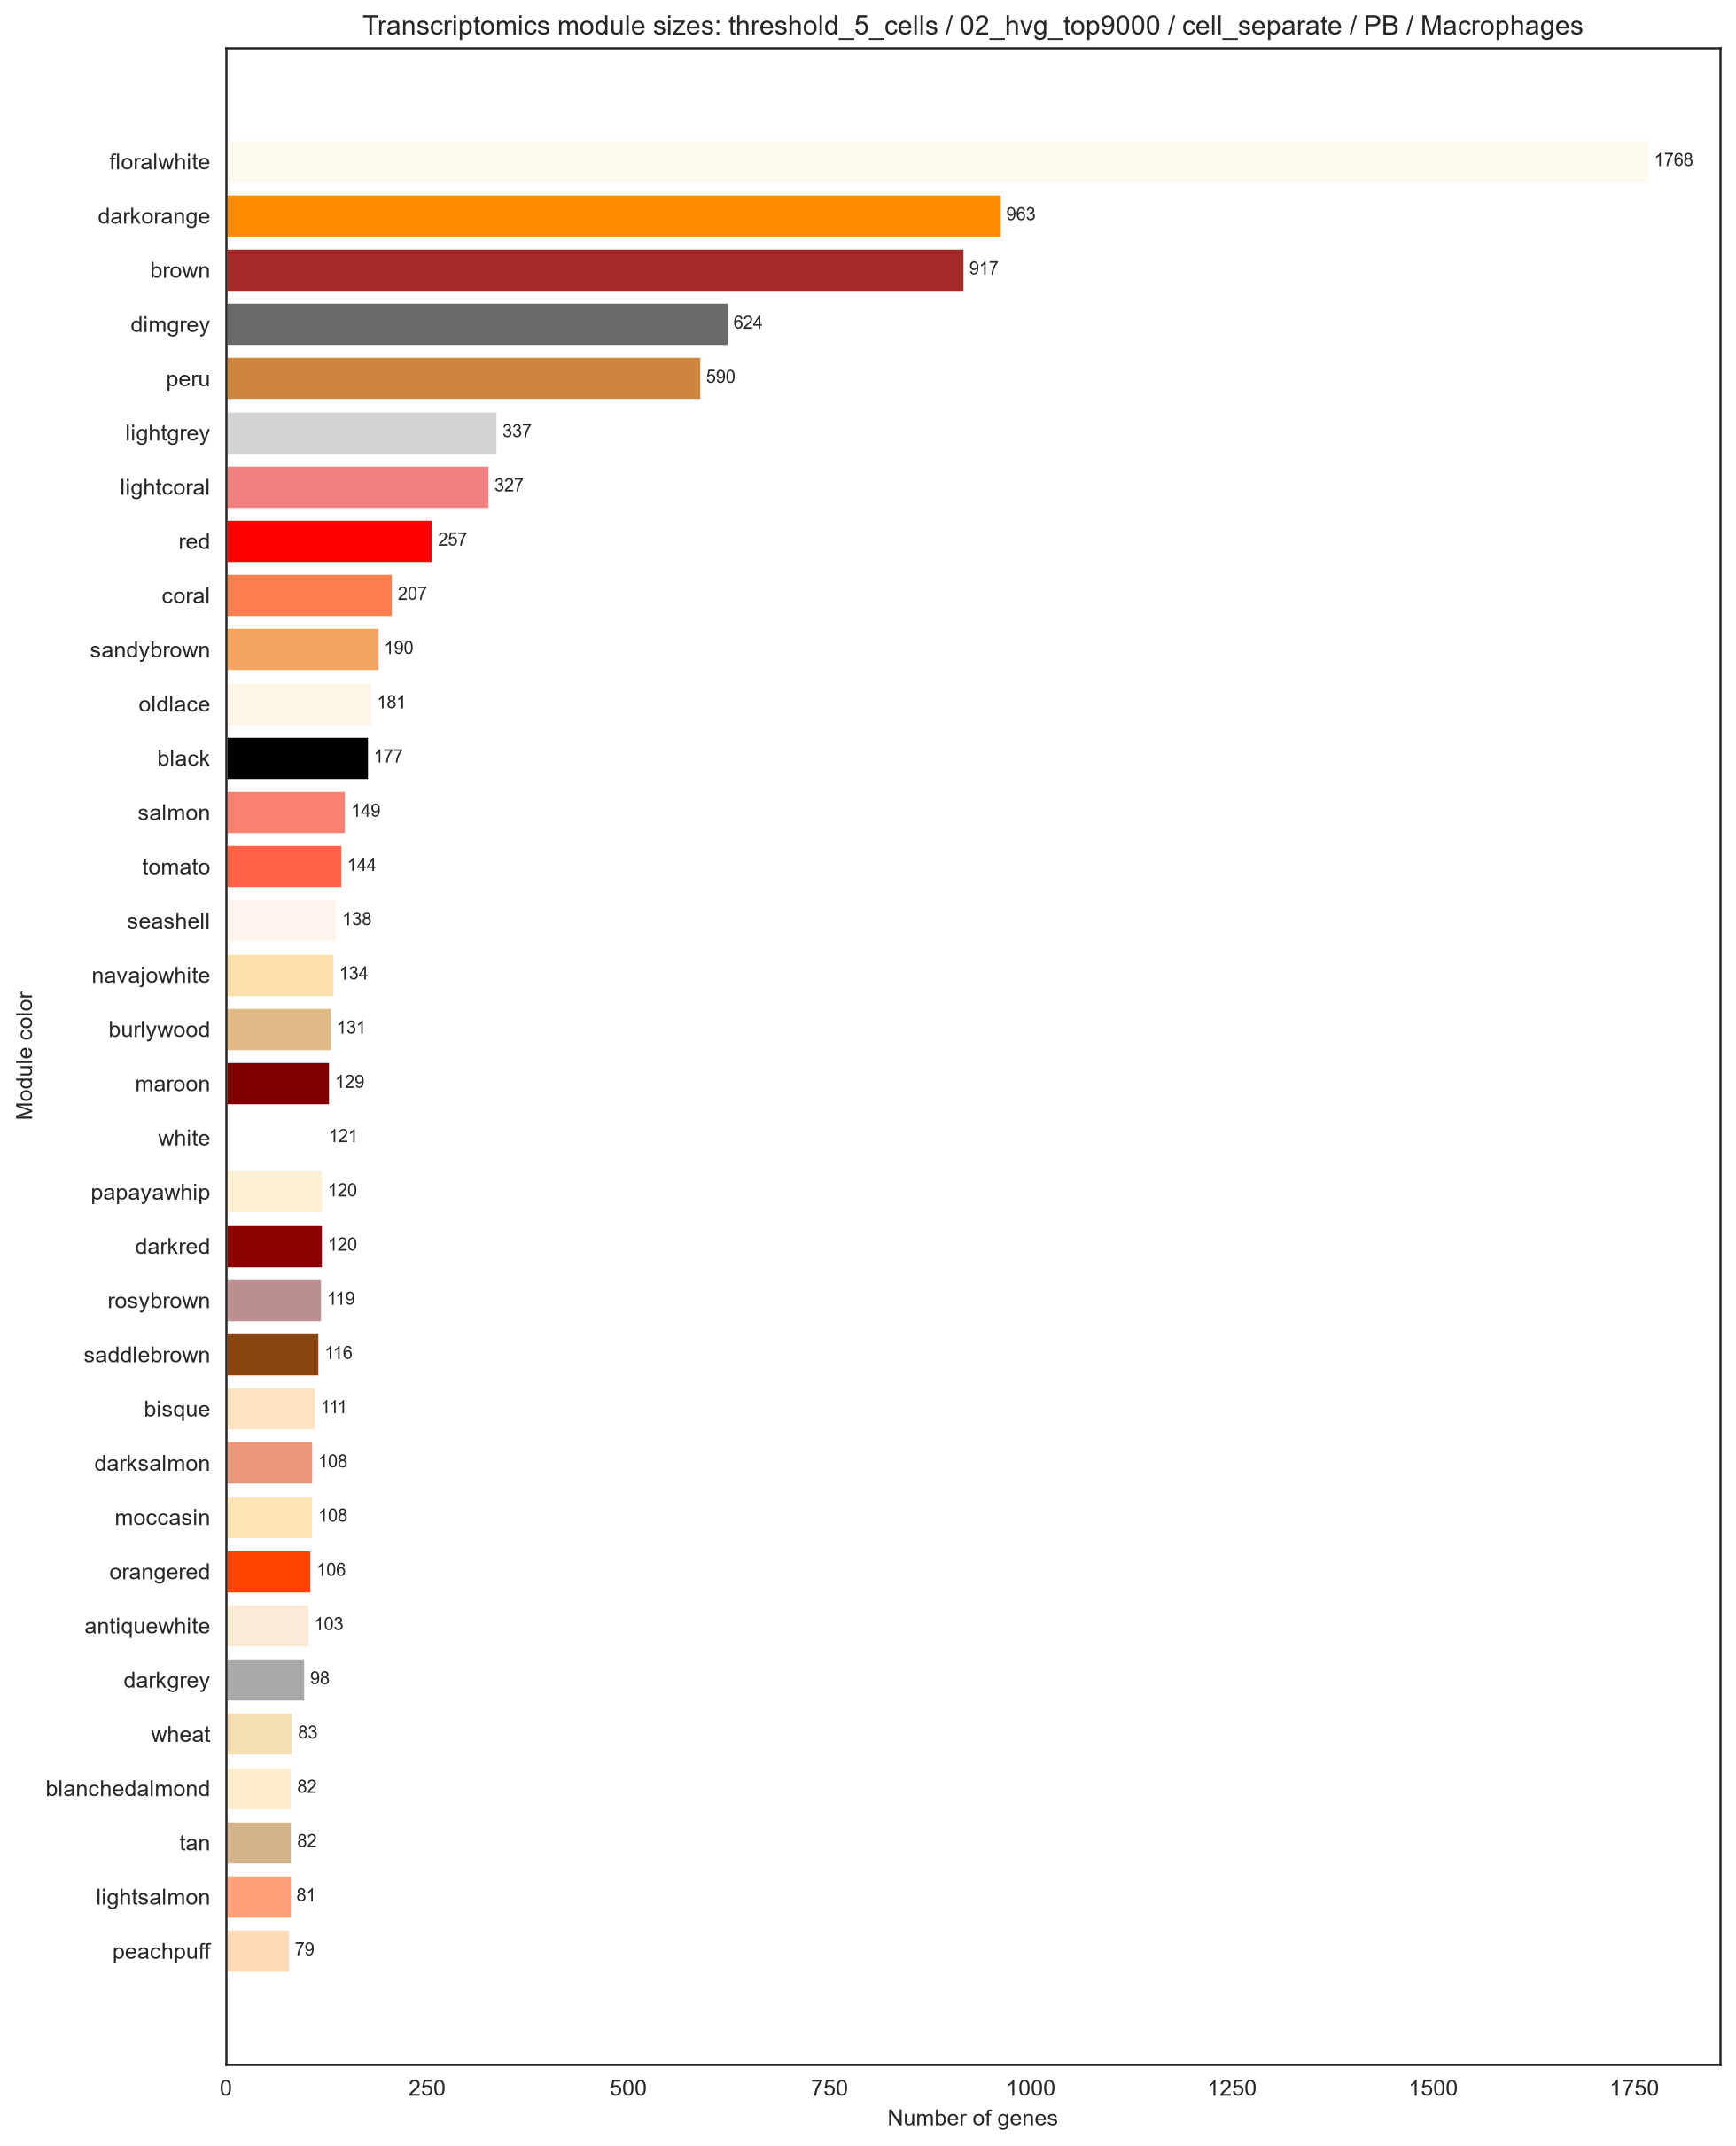 Transcriptomics module sizes: threshold_5_cells / 02_hvg_top9000 / cell_separate / PB / Macrophages
floralwhite 1768
darkorange 963
brown 917
dimgrey 624
peru 590
lightgrey 337
lightcoral 327
red 257
coral 207
sandybrown 190
oldlace 181
black 177
salmon 149
tomato 144
seashell 138
navajowhite 134
burlywood 131
maroon 129
white 121
papayawhip 120
darkred 120
rosybrown 119
saddlebrown 116
bisque 111
darksalmon 108
moccasin 108
orangered 106
antiquewhite 103
darkgrey 98
wheat 83
blanchedalmond 82
tan 82
lightsalmon 81
peachpuff 79
Module color
0 250 500 750 1000 1250 1500 1750
Number of genes